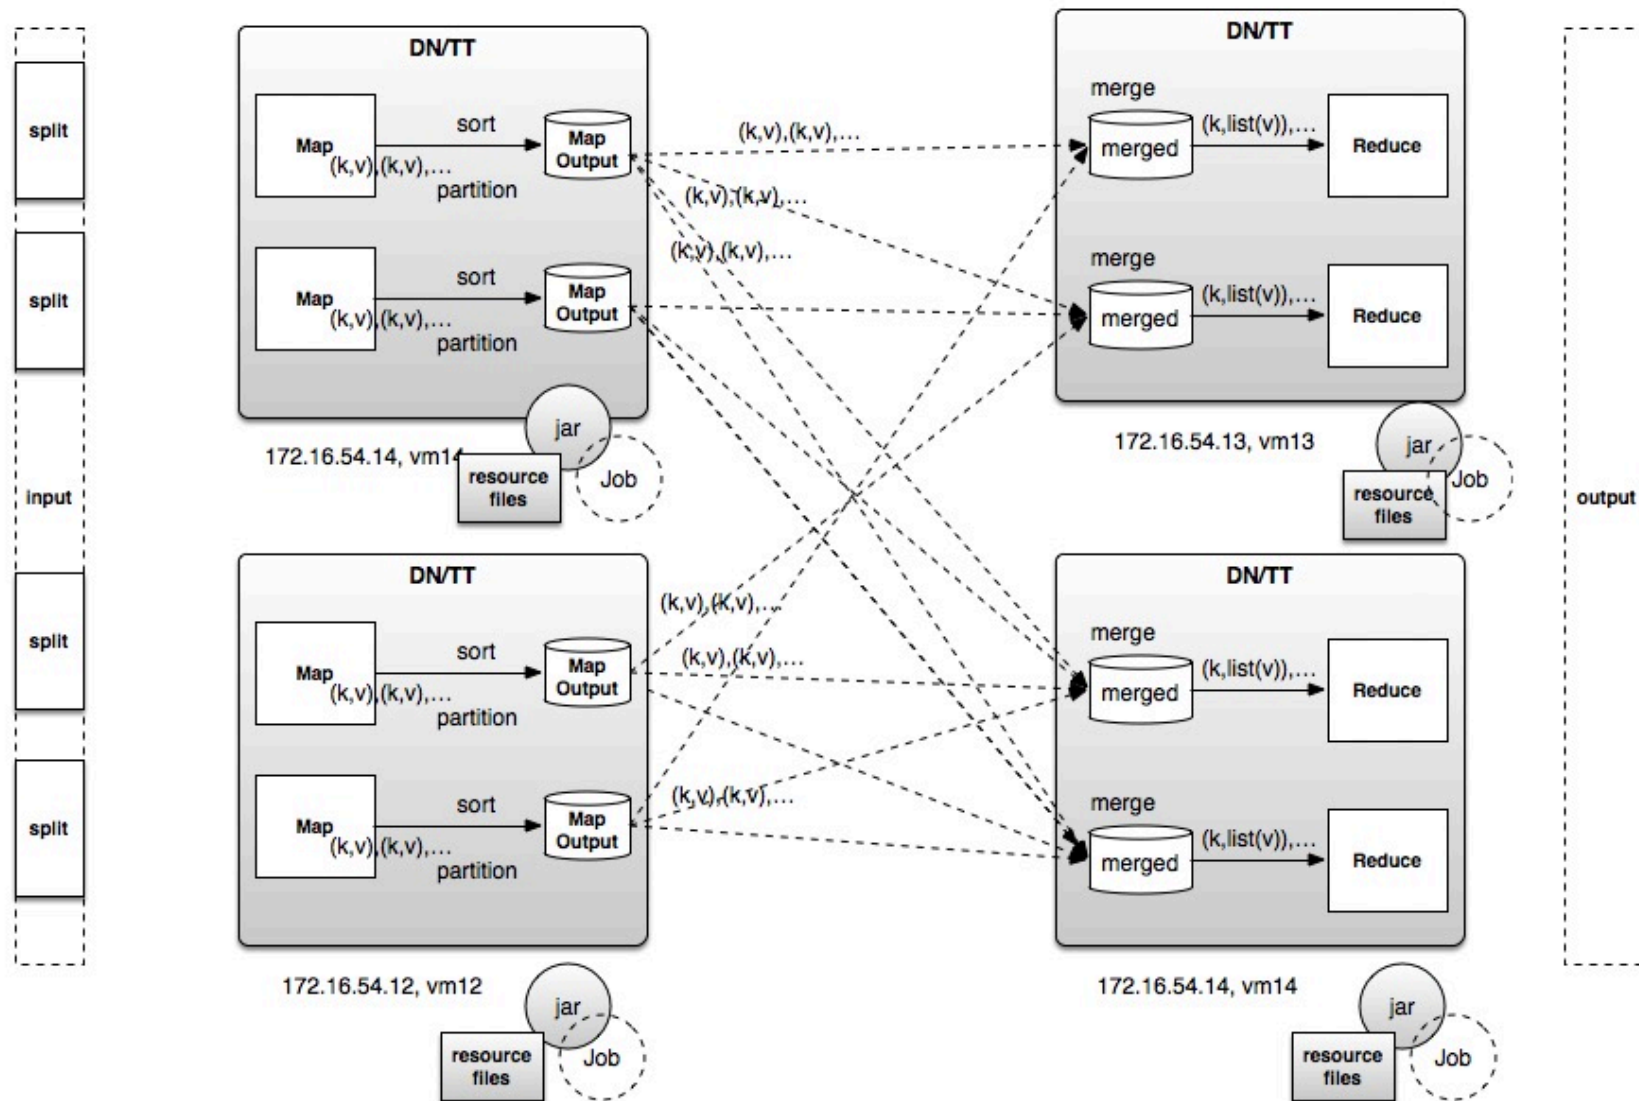 split
split
input
split
split
DN/TT
Map
(k,v),(k,v),…
sort
partition
Map
Output
Map
(k,v),(k,v),…
sort
partition
Map
Output
172.16.54.14, vm14
jar
resource
files
Job
DN/TT
Map
(k,v),(k,v),…
sort
partition
Map
Output
Map
(k,v),(k,v),…
sort
partition
Map
Output
172.16.54.12, vm12
jar
resource
files
Job
(k,v),(k,v),…
(k,v),(k,v),…
(k,v),(k,v),…
(k,v),(k,v),…
(k,v),(k,v),…
(k,v),(k,v),…
DN/TT
merge
merged
(k,list(v)),…
Reduce
merge
merged
(k,list(v)),…
Reduce
172.16.54.13, vm13
jar
resource
files
Job
DN/TT
merge
merged
(k,list(v)),…
Reduce
merge
merged
(k,list(v)),…
Reduce
172.16.54.14, vm14
jar
resource
files
Job
output